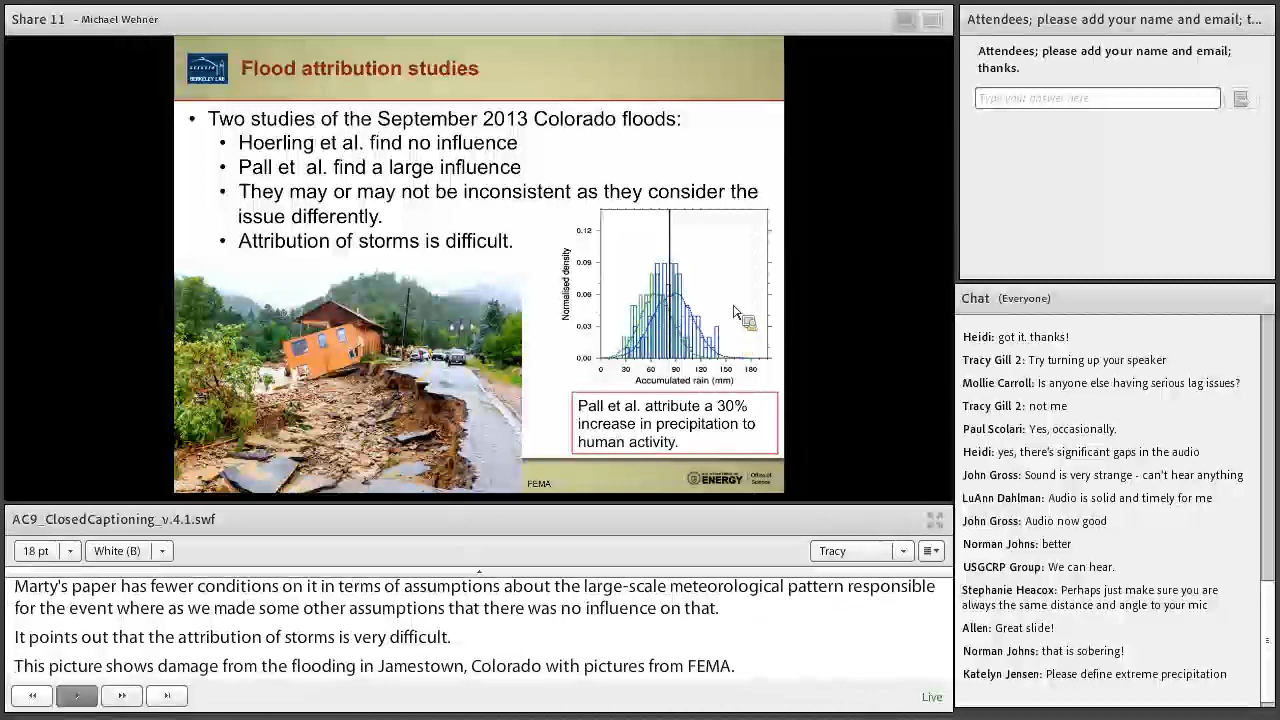 Share 11 - Michael Wehner
BERKELEY LAB
Flood attribution studies
• Two studies of the September 2013 Colorado floods:
• Hoerling et al. find no influence
• Pall et al. find a large influence
• They may or may not be inconsistent as they consider the
issue differently.
• Attribution of storms is difficult.
Normalised density
0.12
0.09
0.06
0.03
0.00
0 30 60 90 120 150 180
Accumulated rain (mm)
Pall et al. attribute a 30%
increase in precipitation to
human activity.
FEMA
ENERGY
Office of
Science
AC9_ClosedCaptioning_v.4.1.swf
18 pt
White (B)
Tracy
Marty's paper has fewer conditions on it in terms of assumptions about the large-scale meteorological pattern responsible
for the event where as we made some other assumptions that there was no influence on that.
It points out that the attribution of storms is very difficult.
This picture shows damage from the flooding in Jamestown, Colorado with pictures from FEMA.
Live
Attendees; please add your name and email; t...
Attendees; please add your name and email;
thanks.
Type your answer here
Chat (Everyone)
Heidi: got it. thanks!
Tracy Gill 2: Try turning up your speaker
Mollie Carroll: Is anyone else having serious lag issues?
Tracy Gill 2: not me
Paul Scolari: Yes, occasionally.
Heidi: yes, there's significant gaps in the audio
John Gross: Sound is very strange - can't hear anything
LuAnn Dahlman: Audio is solid and timely for me
John Gross: Audio now good
Norman Johns: better
USGCRP Group: We can hear.
Stephanie Heacox: Perhaps just make sure you are
always the same distance and angle to your mic
Allen: Great slide!
Norman Johns: that is sobering!
Katelyn Jensen: Please define extreme precipitation